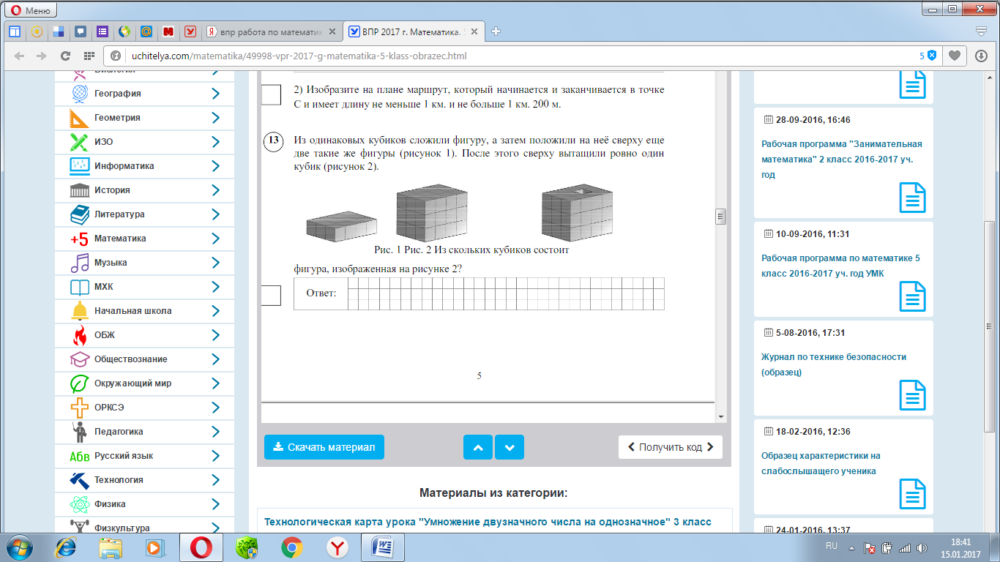 Меню
впр работа по математик
ВПР 2017 г. Математика. 5
uchitelya.com/matematika/49998-vpr-2017-g-matematika-5-klass-obrazec.html
5
Биология
География
Геометрия
ИЗО
Информатика
История
Литература
+5 Математика
Музыка
МХК
Начальная школа
ОБЖ
Обществознание
Окружающий мир
ОРКСЭ
Педагогика
Абв Русский язык
Технология
Физика
Физкультура
2) Изобразите на плане маршрут, который начинается и заканчивается в точке
С и имеет длину не меньше 1 км. и не больше 1 км. 200 м.
13 Из одинаковых кубиков сложили фигуру, а затем положили на неё сверху еще
две такие же фигуры (рисунок 1). После этого сверху вытащили ровно один
кубик (рисунок 2).
Рис. 1 Рис. 2 Из скольких кубиков состоит
фигура, изображенная на рисунке 2?
Ответ:
5
Скачать материал
Получить код
Материалы из категории:
Технологическая карта урока "Умножение двузначного числа на однозначное" 3 класс
28-09-2016, 16:46
Рабочая программа "Занимательная
математика" 2 класс 2016-2017 уч.
год
10-09-2016, 11:31
Рабочая программа по математике 5
класс 2016-2017 уч. год УМК
5-08-2016, 17:31
Журнал по технике безопасности
(образец)
18-02-2016, 12:36
Образец характеристики на
слабослышащего ученика
24-01-2016, 13:37
RU
18:41
15.01.2017